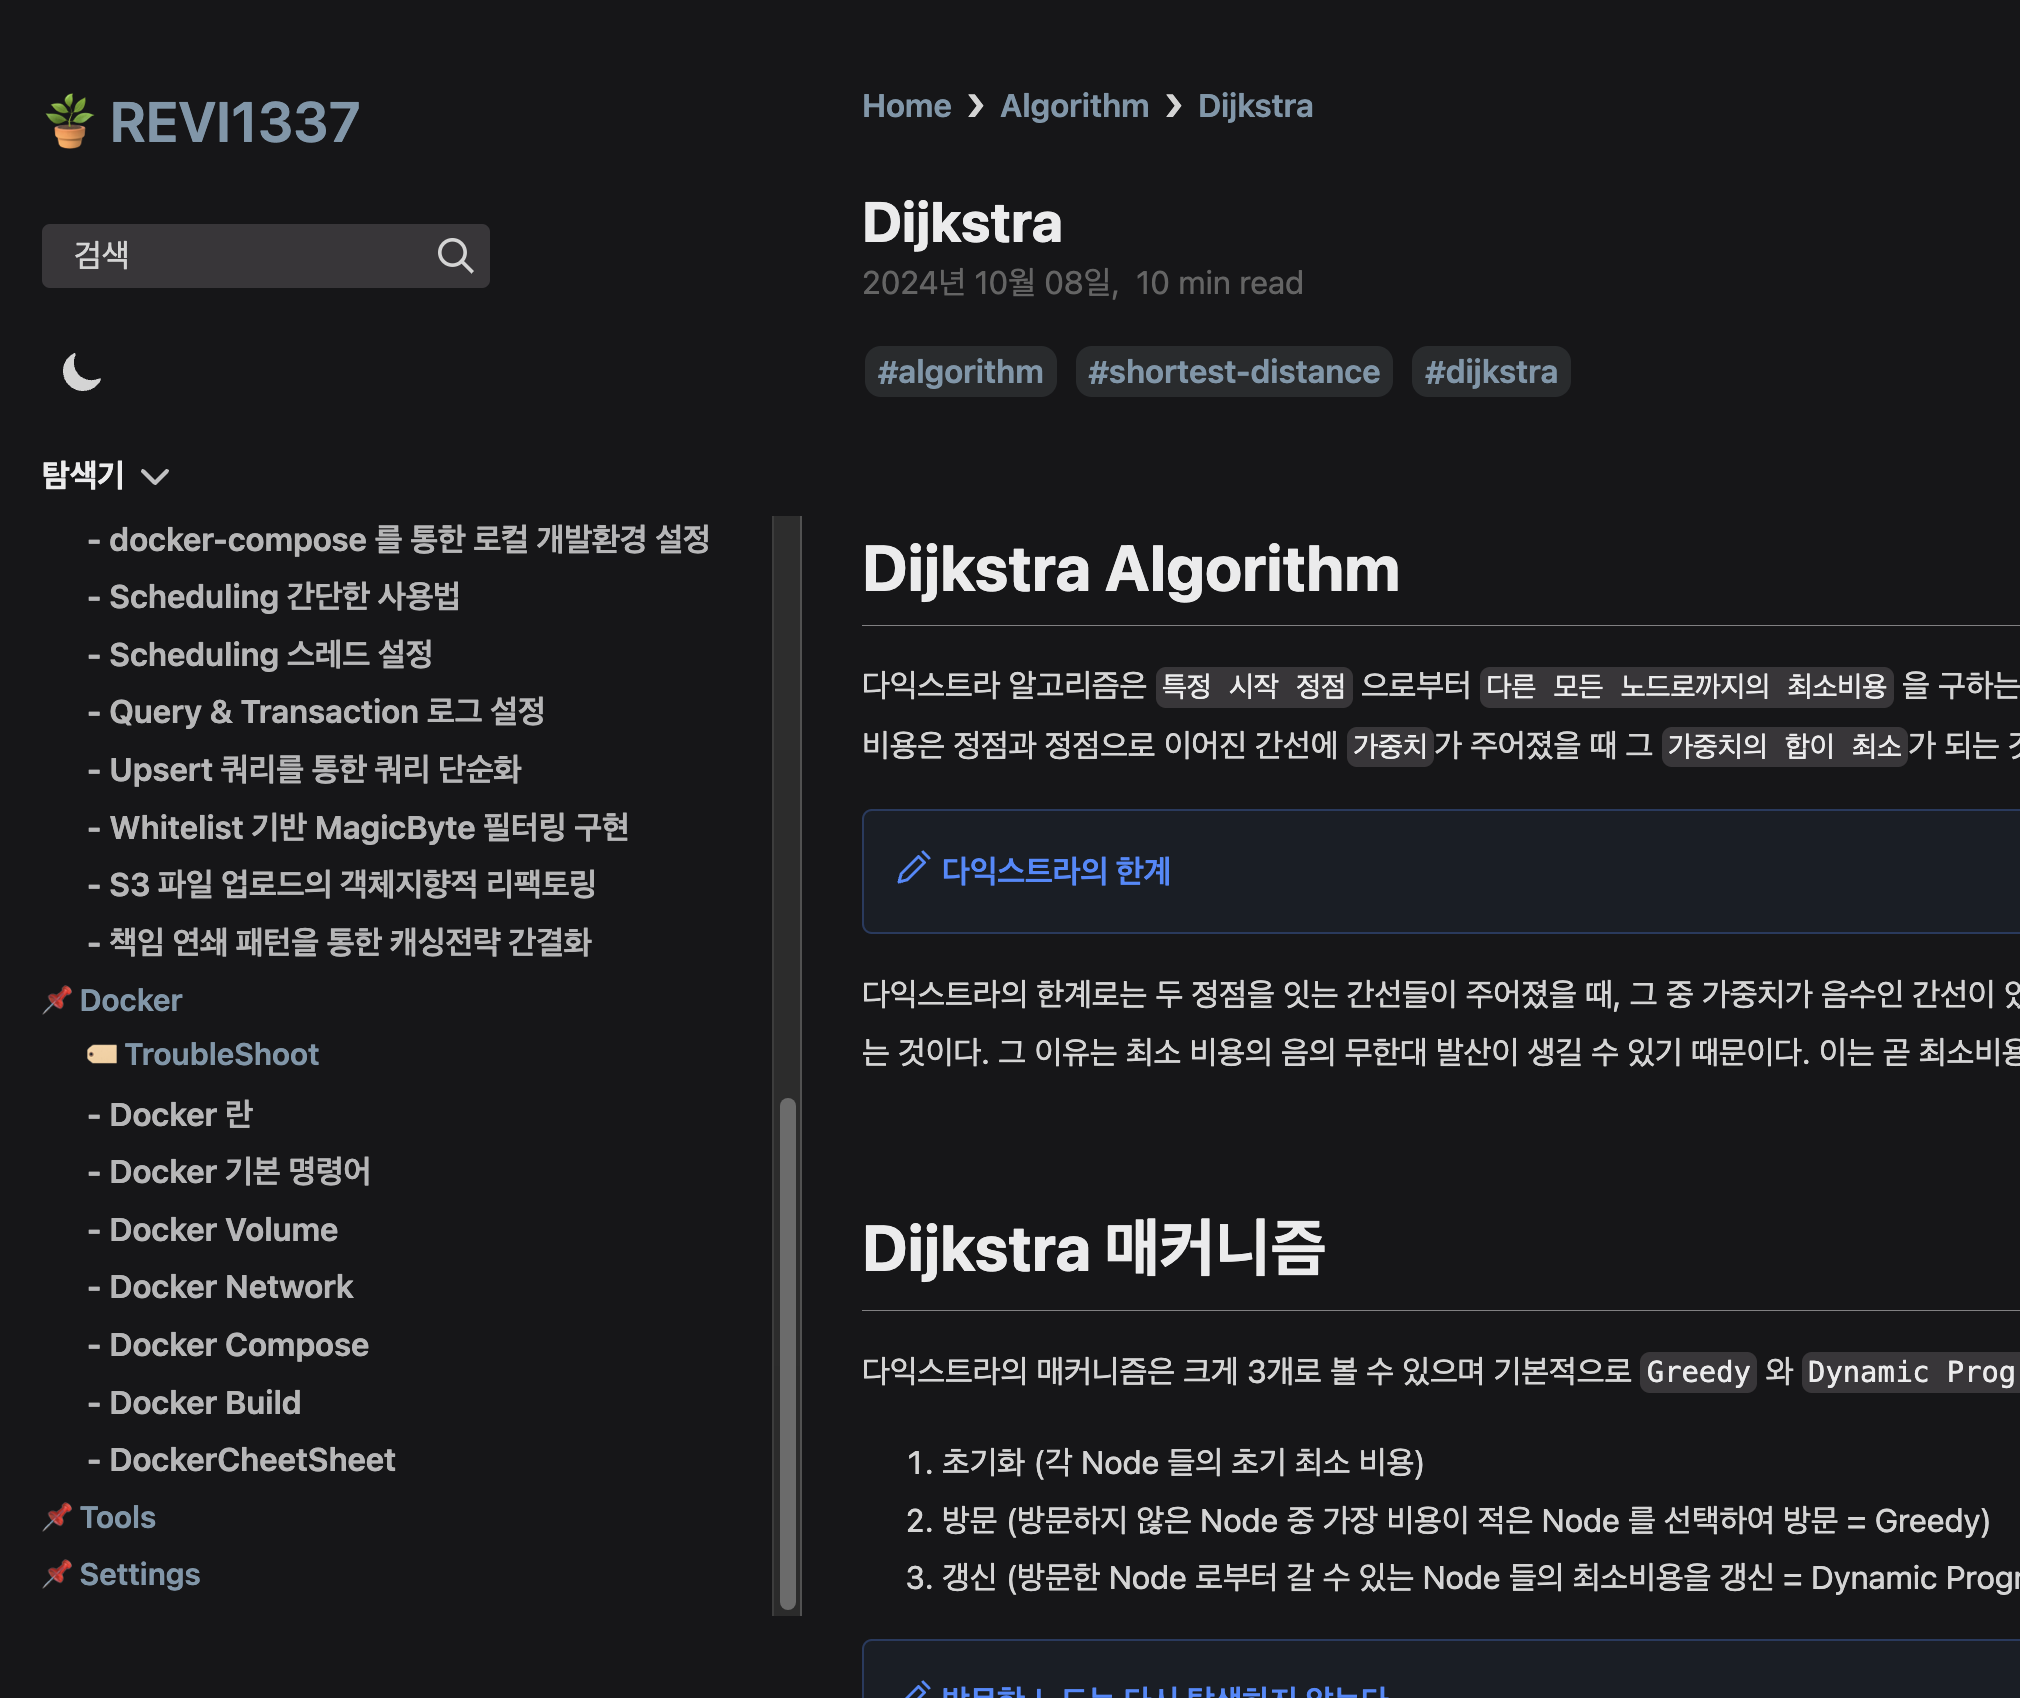 REVI1337
검색
탐색기
- docker-compose 를 통한 로컬 개발환경 설정
- Scheduling 간단한 사용법
- Scheduling 스레드 설정
- Query & Transaction 로그 설정
- Upsert 쿼리를 통한 쿼리 단순화
- Whitelist 기반 MagicByte 필터링 구현
- S3 파일 업로드의 객체지향적 리팩토링
- 책임 연쇄 패턴을 통한 캐싱전략 간결화
Docker
TroubleShoot
- Docker 란
- Docker 기본 명령어
- Docker Volume
- Docker Network
- Docker Compose
- Docker Build
- DockerCheetSheet
Tools
Settings
Home ❯ Algorithm ❯ Dijkstra
Dijkstra
2024년 10월 08일, 10 min read
#algorithm #shortest-distance #dijkstra
Dijkstra Algorithm
다익스트라 알고리즘은 특정 시작 정점 으로부터 다른 모든 노드로까지의 최소비용 을 구하는
비용은 정점과 정점으로 이어진 간선에 가중치가 주어졌을 때 그 가중치의 합이 최소가 되는
다익스트라의 한계
다익스트라의 한계로는 두 정점을 잇는 간선들이 주어졌을 때, 그 중 가중치가 음수인 간선이
는 것이다. 그 이유는 최소 비용의 음의 무한대 발산이 생길 수 있기 때문이다. 이는 곧 최소비용
Dijkstra 매커니즘
다익스트라의 매커니즘은 크게 3개로 볼 수 있으며 기본적으로 Greedy 와 Dynamic Prog
1. 초기화 (각 Node 들의 초기 최소 비용)
2. 방문 (방문하지 않은 Node 중 가장 비용이 적은 Node 를 선택하여 방문 = Greedy)
3. 갱신 (방문한 Node 로부터 갈 수 있는 Node 들의 최소비용을 갱신 = Dynamic Progr
방문한 노드는 다시 탐색하지 않는다